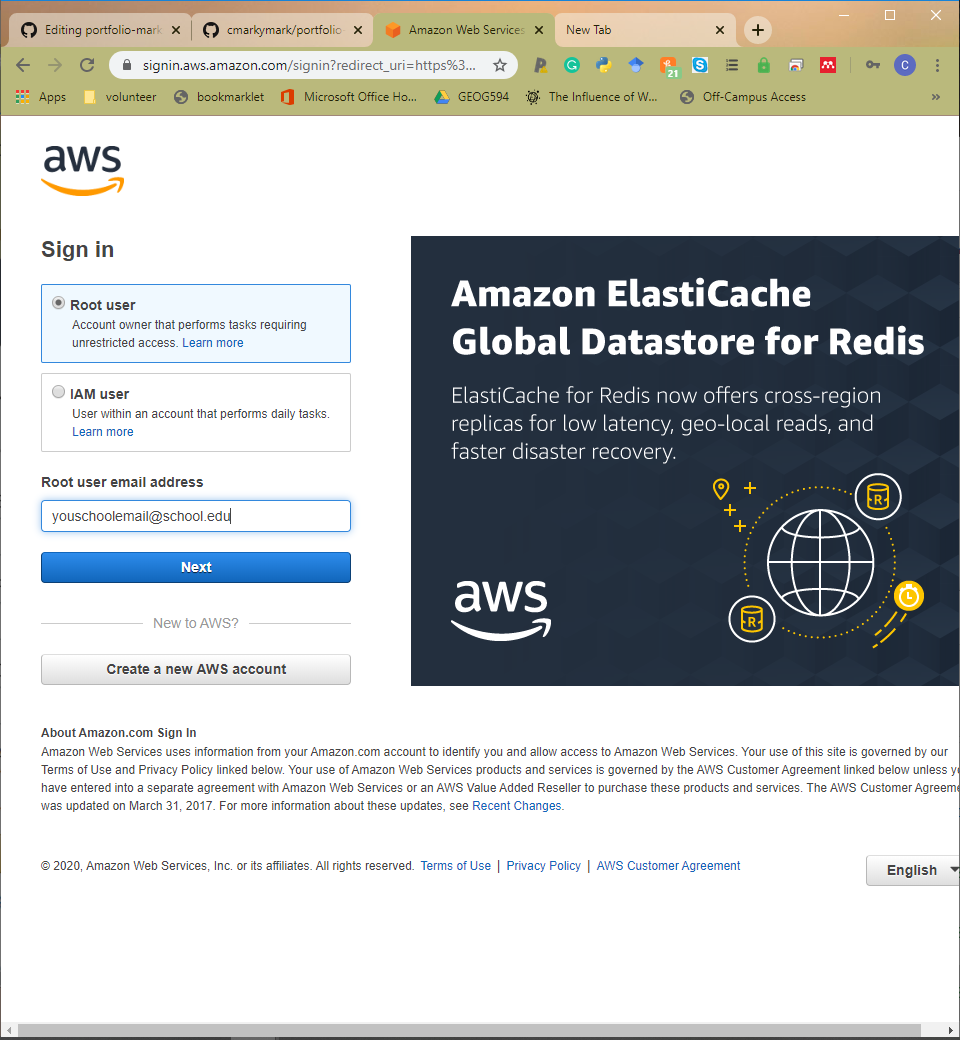 Editing portfolio-mark
cmarkymark/portfolio
Amazon Web Services
New Tab
signin.aws.amazon.com/signin?redirect_uri=https%3...
21
C
Apps
volunteer
bookmarklet
Microsoft Office Ho...
GEOG594
The Influence of W...
Off-Campus Access
»
aws
Sign in
Root user
Account owner that performs tasks requiring
unrestricted access. Learn more
IAM user
User within an account that performs daily tasks.
Learn more
Root user email address
youschoolemail@school.edu
Next
New to AWS?
Create a new AWS account
Amazon ElastiCache
Global Datastore for Redis
ElastiCache for Redis now offers cross-region
replicas for low latency, geo-local reads, and
faster disaster recovery.
R
R
aws
About Amazon.com Sign In
Amazon Web Services uses information from your Amazon.com account to identify you and allow access to Amazon Web Services. Your use of this site is governed by our
Terms of Use and Privacy Policy linked below. Your use of Amazon Web Services products and services is governed by the AWS Customer Agreement linked below unless y
have entered into a separate agreement with Amazon Web Services or an AWS Value Added Reseller to purchase these products and services. The AWS Customer Agreeme
was updated on March 31, 2017. For more information about these updates, see Recent Changes.
© 2020, Amazon Web Services, Inc. or its affiliates. All rights reserved. Terms of Use | Privacy Policy | AWS Customer Agreement
English